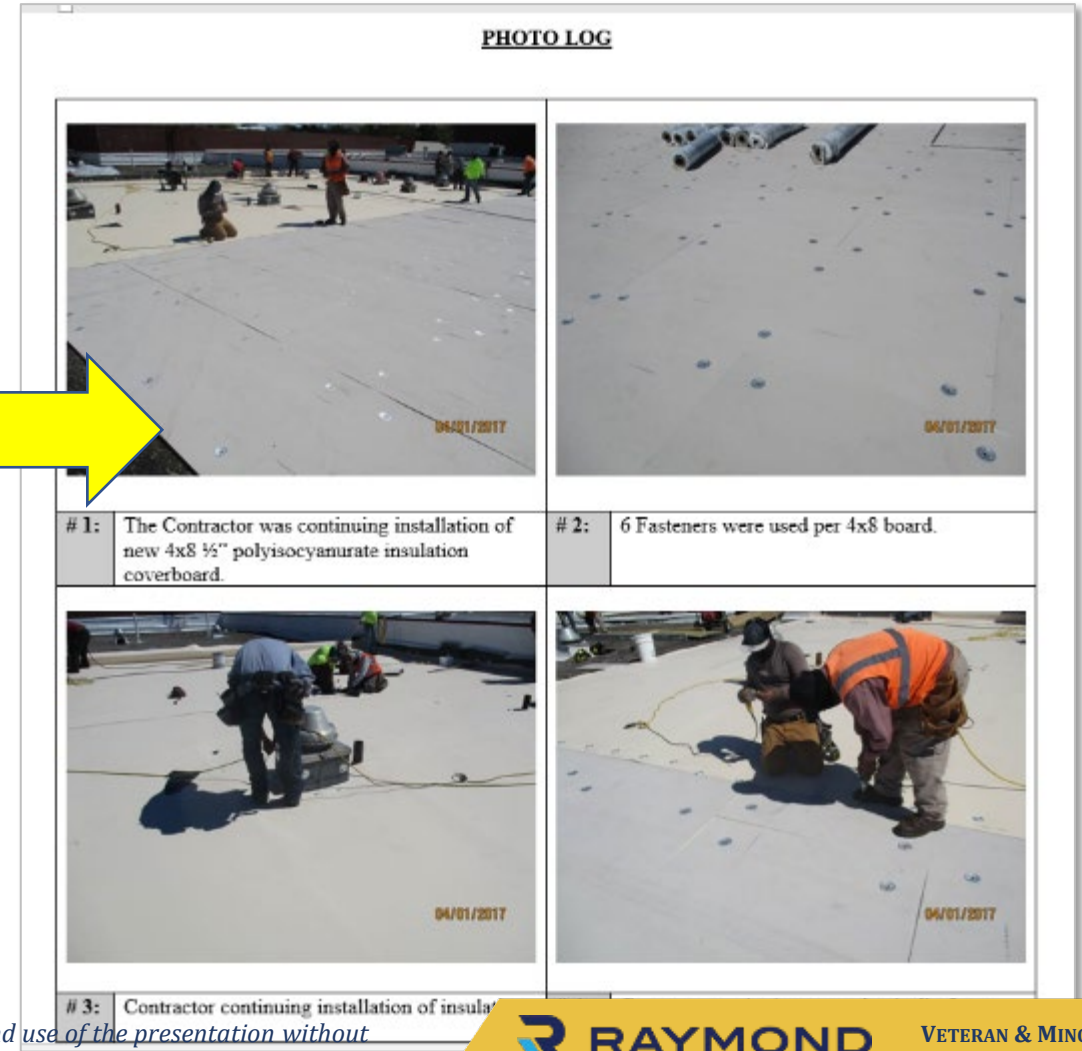 PHOTO LOG
04/01/2017
04/01/2017
# 1:
The Contractor was continuing installation of
new 4x8 ½" polyisocyanurate insulation
coverboard.
# 2:
6 Fasteners were used per 4x8 board.
04/01/2017
04/01/2017
# 3:
Contractor continuing installation of
use of the presentation without
RAYMOND
VETERAN &